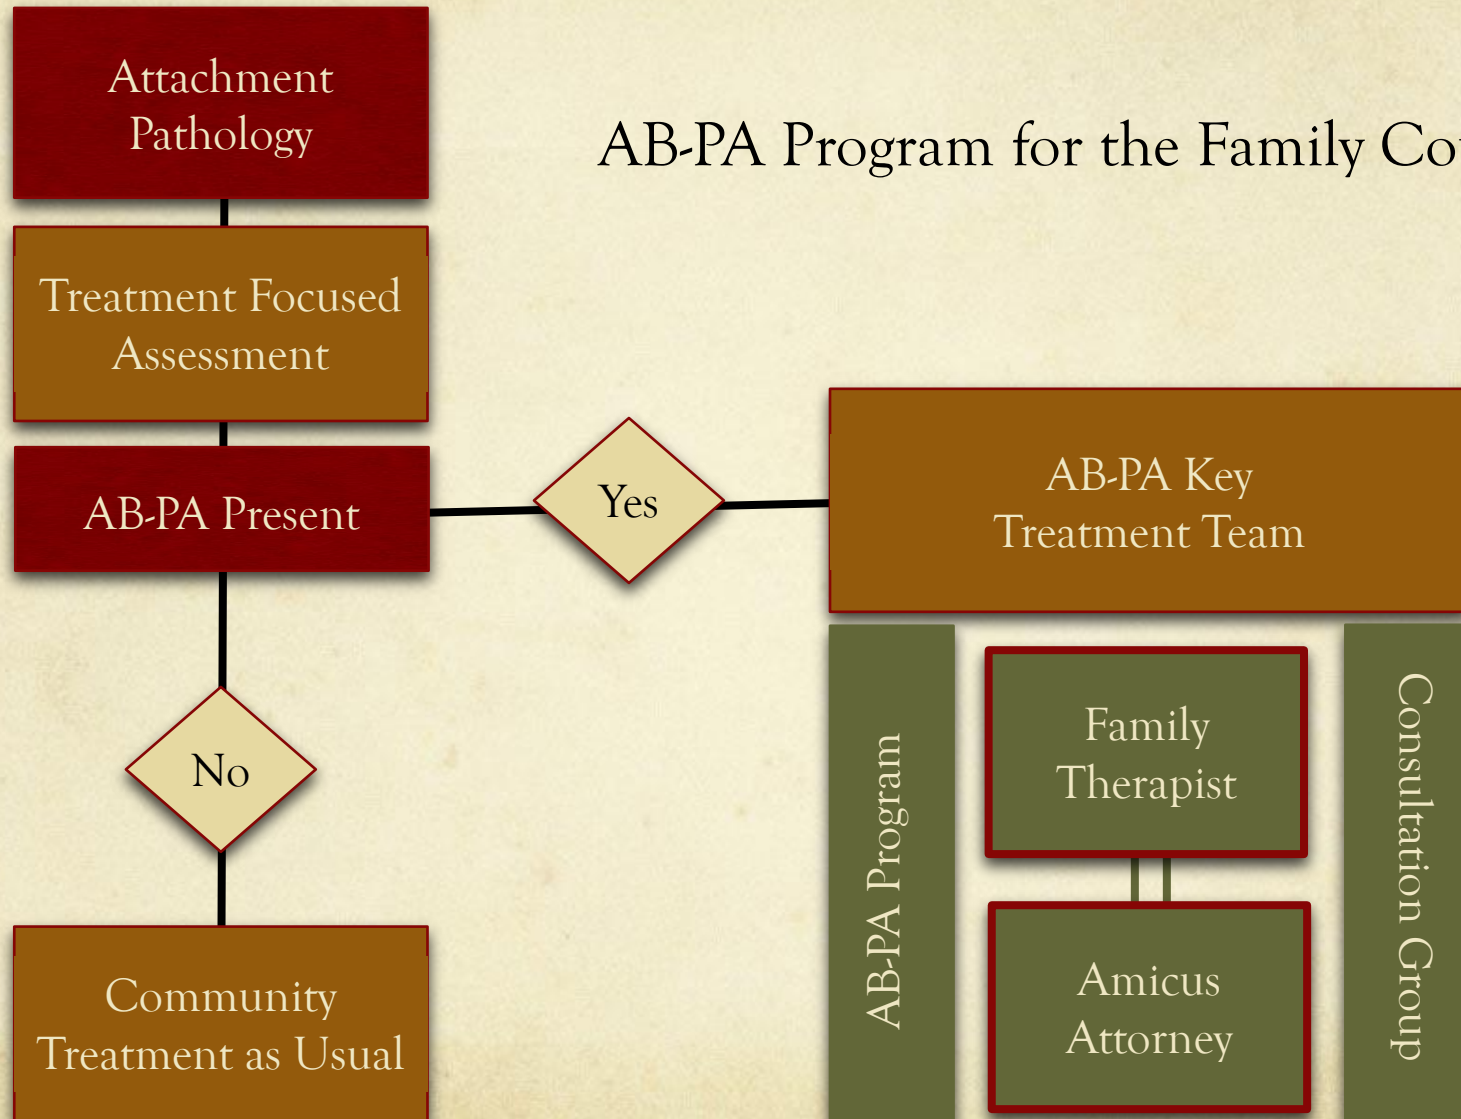 Attachment
Pathology
AB-PA Program for the Family
Treatment Focused
Assessment
AB-PA Present
Yes
AB-PA Key
Treatment Team
No
Community
Treatment as Usual
AB-PA Program
Family
Therapist
Amicus
Attorney
Consultation Group